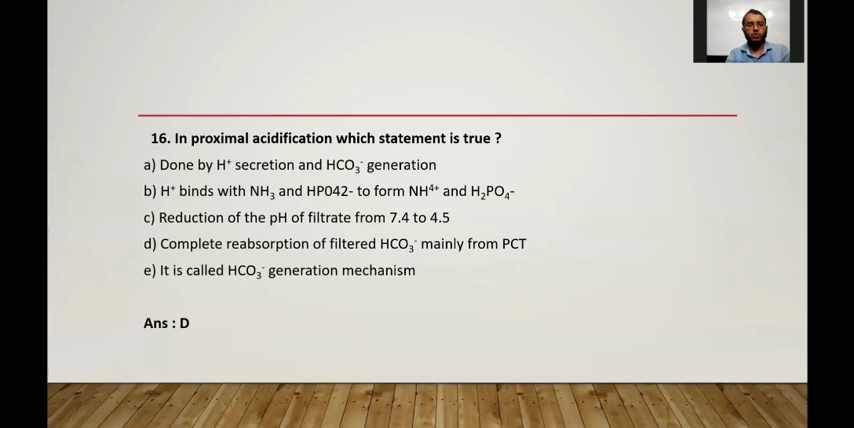 16. In proximal acidification which statement is true ?
a) Done by H⁺ secretion and HCO₃⁻ generation
b) H⁺ binds with NH₃ and HP042- to form NH⁴⁺ and H₂PO₄-
c) Reduction of the pH of filtrate from 7.4 to 4.5
d) Complete reabsorption of filtered HCO₃⁻ mainly from PCT
e) It is called HCO₃⁻ generation mechanism
Ans : D